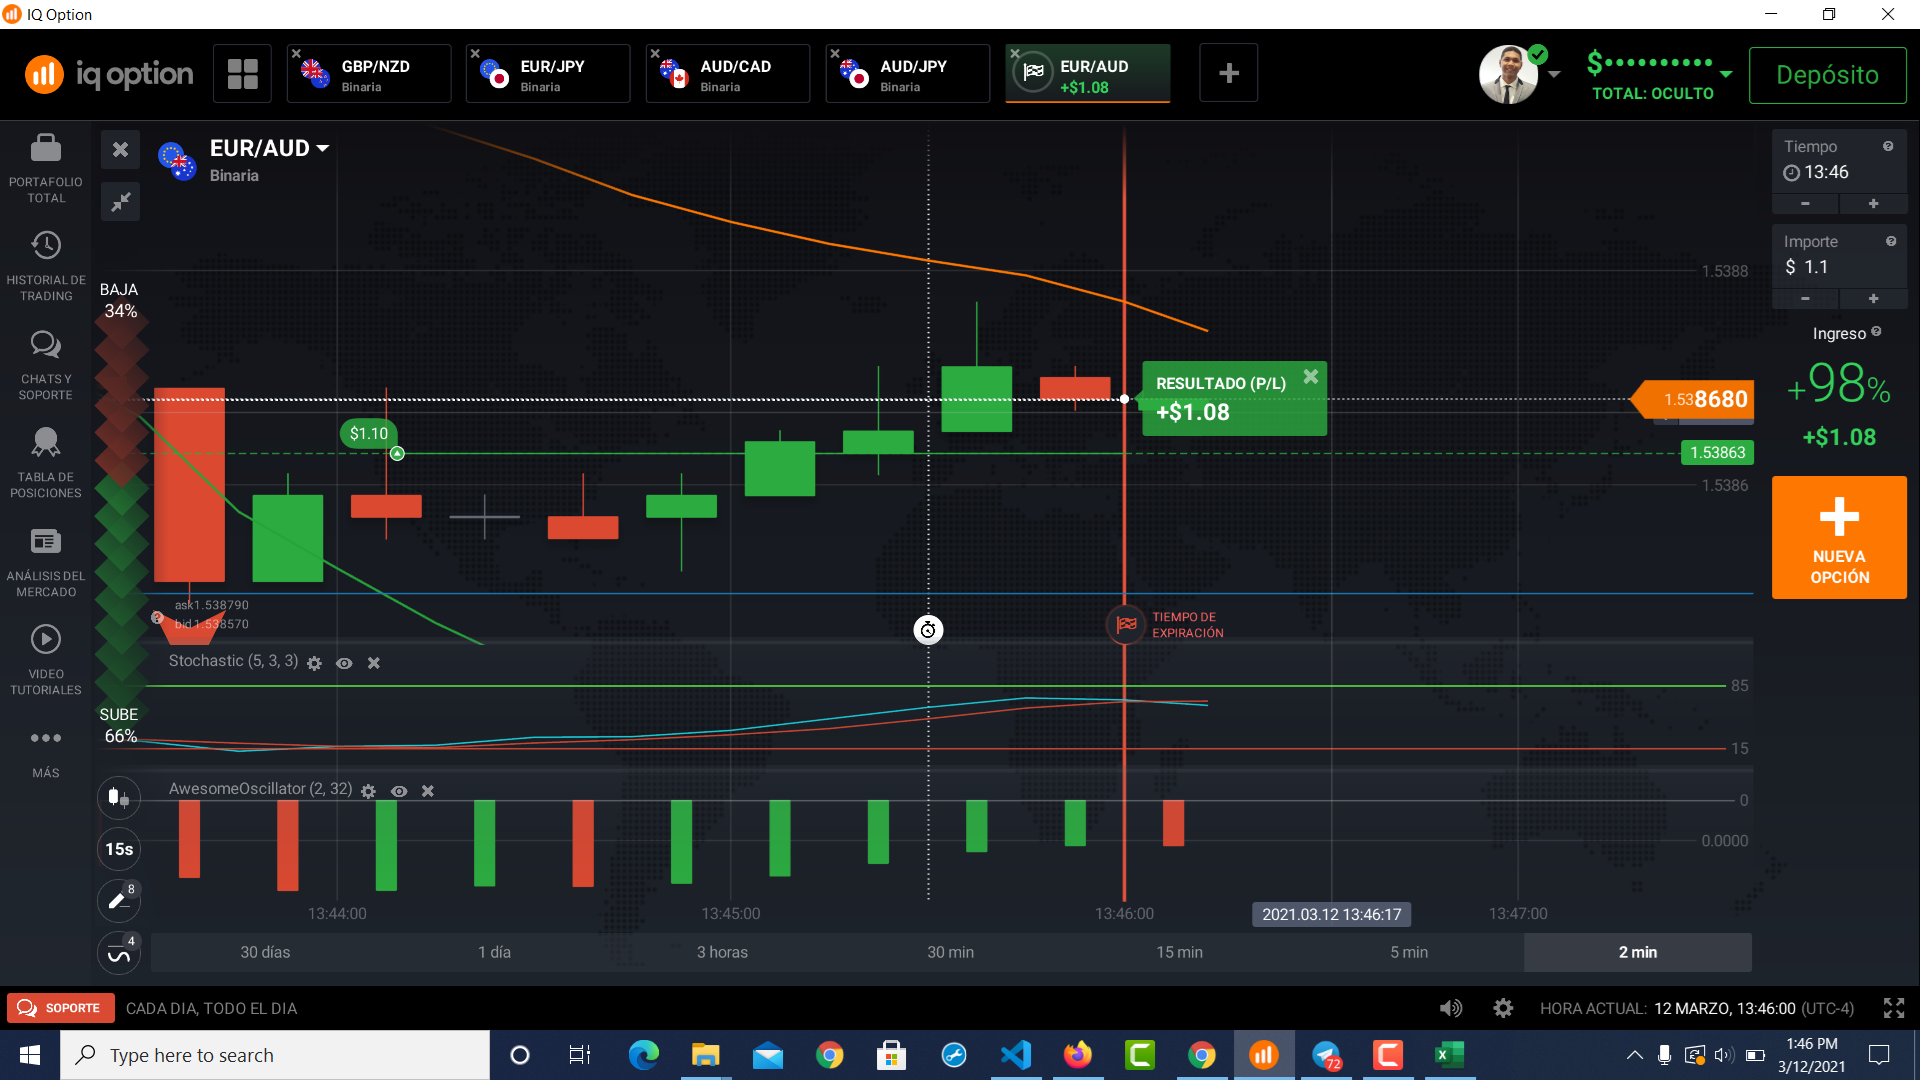 IQ Option
iq option
GBP/NZD
Binaria
EUR/JPY
Binaria
AUD/CAD
Binaria
AUD/JPY
Binaria
EUR/AUD
+$1.08
$••••••••••
TOTAL: OCULTO
Depósito
PORTAFOLIO
TOTAL
HISTORIAL DE
TRADING
CHATS Y
SOPORTE
TABLA DE
POSICIONES
ANÁLISIS DEL
MERCADO
VIDEO
TUTORIALES
MÁS
EUR/AUD
Binaria
BAJA
34%
SUBE
66%
$1.10
RESULTADO (P/L)
+$1.08
1.5388
1.538680
1.53863
1.5386
ask1.538790
bid1.538570
TIEMPO DE
EXPIRACIÓN
Stochastic (5, 3, 3)
85
15
AwesomeOscillator (2, 32)
0
0.0000
15s
8
4
13:44:00
13:45:00
13:46:00
2021.03.12 13:46:17
13:47:00
30 días
1 día
3 horas
30 min
15 min
5 min
2 min
Tiempo
13:46
- +
Importe
$ 1.1
- +
Ingreso
+98%
+$1.08
NUEVA
OPCIÓN
SOPORTE
CADA DIA, TODO EL DIA
HORA ACTUAL: 12 MARZO, 13:46:00 (UTC-4)
Type here to search
72
1:46 PM
3/12/2021